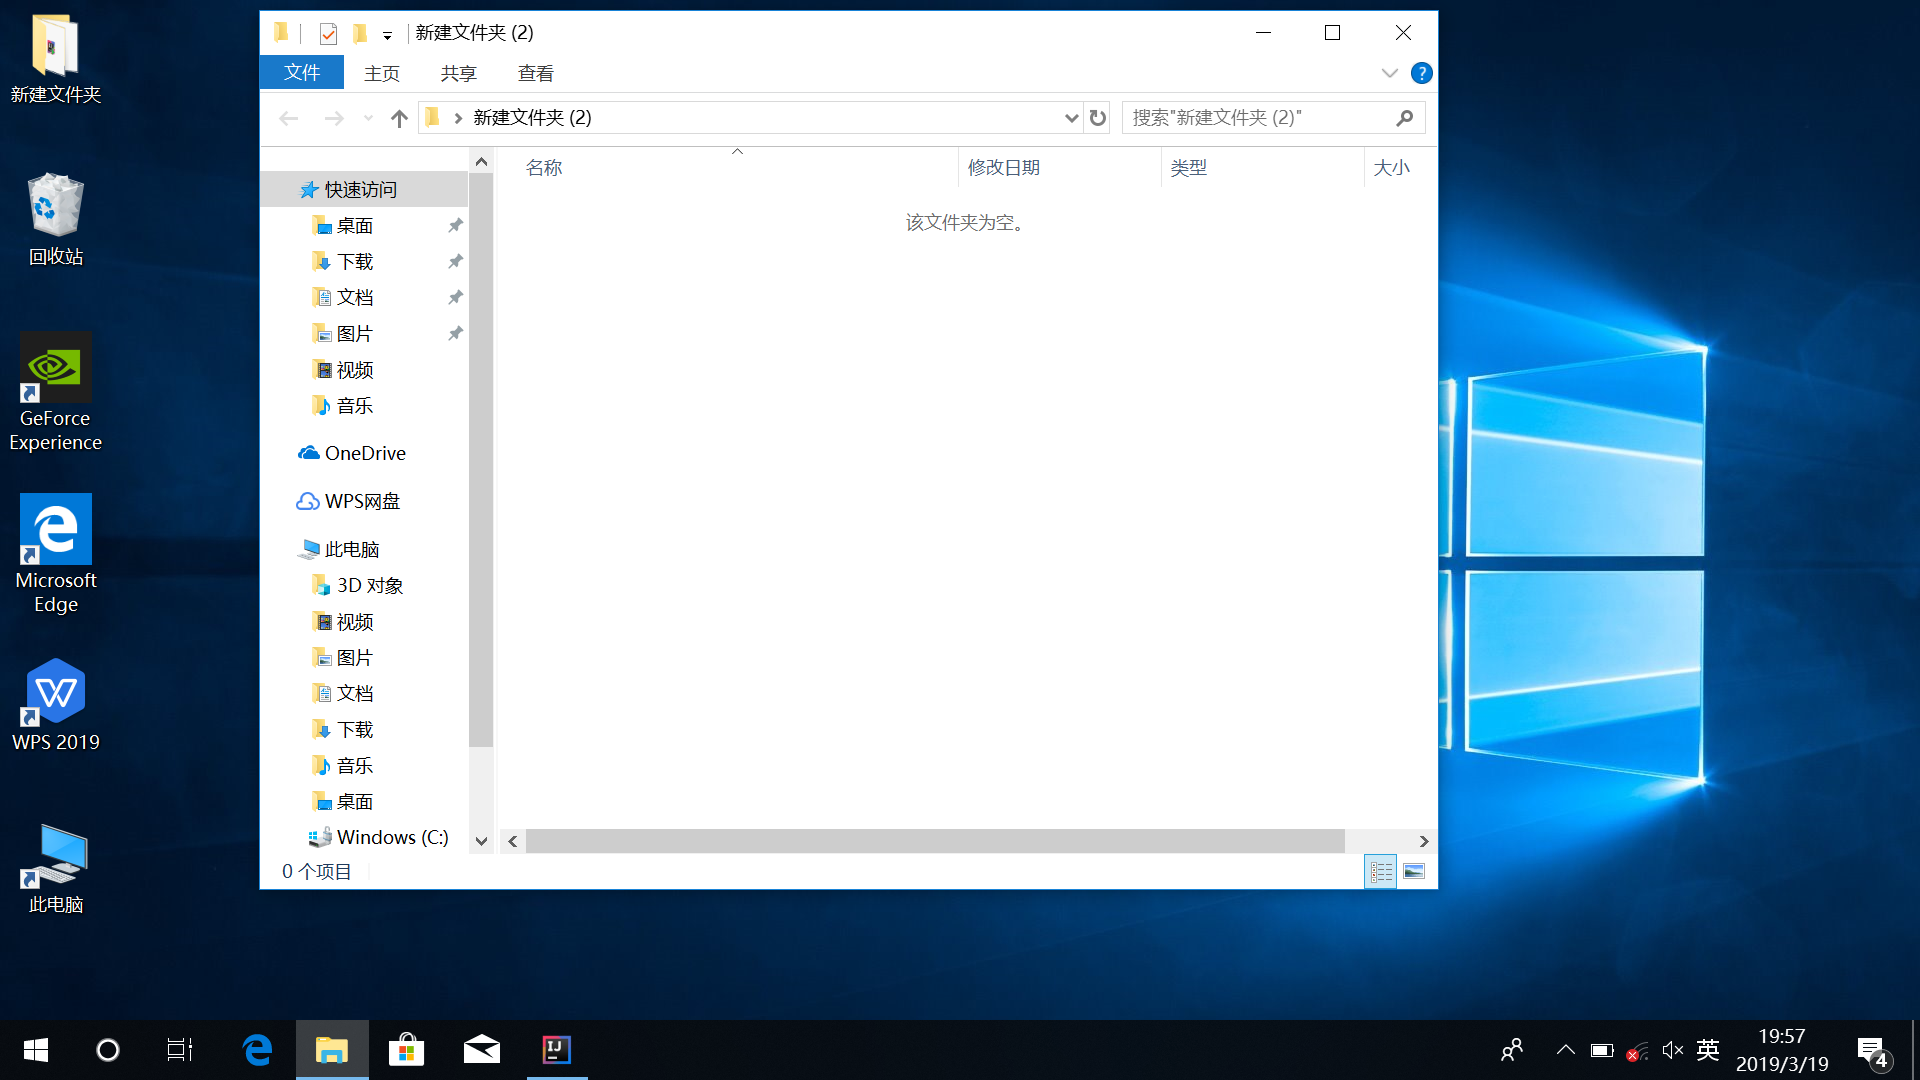 新建文件夹
回收站
GeForce
Experience
Microsoft
Edge
WPS 2019
此电脑
新建文件夹 (2)
文件 主页 共享 查看
新建文件夹 (2)
搜索"新建文件夹 (2)"
快速访问
桌面
下载
文档
图片
视频
音乐
OneDrive
WPS网盘
此电脑
3D 对象
视频
图片
文档
下载
音乐
桌面
Windows (C:)
名称 修改日期 类型 大小
该文件夹为空。
0 个项目
IJ
英
19:57
2019/3/19
4